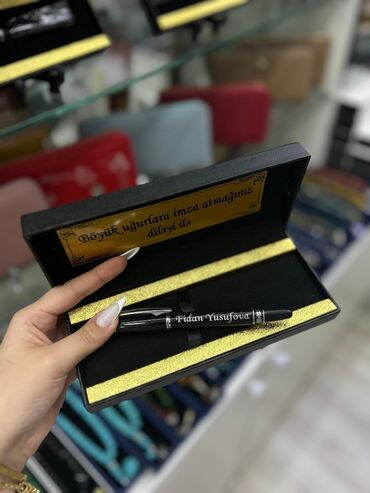 Böyük uğurlara imza atmağınız
diləyi ilə
Fidan Yusufova